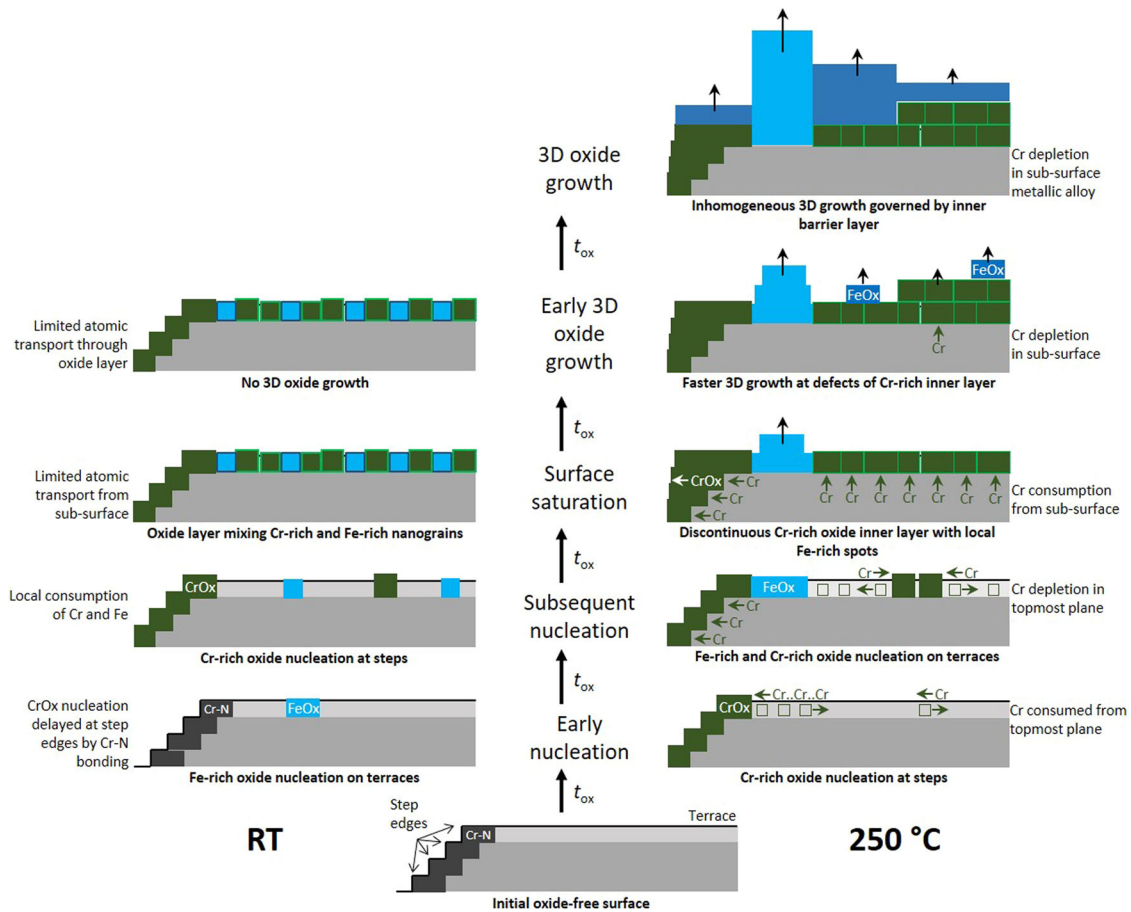 3D oxide
growth
Cr depletion
in sub-surface
metallic alloy
Inhomogeneous 3D growth governed by inner
barrier layer
tox
Limited atomic
transport through
oxide layer
No 3D oxide growth
Early 3D
oxide
growth
FeOx
FeOx
Cr
Cr depletion
in sub-surface
Faster 3D growth at defects of Cr-rich inner layer
tox
Limited atomic
transport from
sub-surface
Oxide layer mixing Cr-rich and Fe-rich nanograins
Surface
saturation
CrOx
Cr
Cr
Cr
Cr Cr Cr Cr Cr Cr Cr
Cr consumption
from sub-surface
Discontinuous Cr-rich oxide inner layer with local
Fe-rich spots
tox
Local consumption
of Cr and Fe
CrOx
Cr-rich oxide nucleation at steps
Subsequent
nucleation
FeOx
Cr Cr
Cr
Cr
Cr
Cr
Cr depletion in
topmost plane
Fe-rich and Cr-rich oxide nucleation on terraces
tox
CrOx nucleation
delayed at step
edges by Cr-N
bonding
Cr-N
FeOx
Fe-rich oxide nucleation on terraces
Early
nucleation
CrOx
Cr..Cr..Cr
Cr
Cr consumed from
topmost plane
Cr-rich oxide nucleation at steps
tox
RT
Step
edges
Terrace
Cr-N
Initial oxide-free surface
250 °C